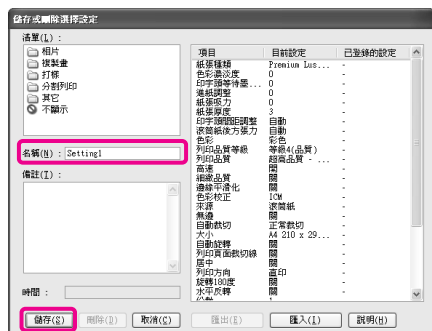 儲存或刪除選擇設定
清單(L)：
相片
複製畫
打樣
分割列印
其它
不顯示
名稱(N)：Setting1
備註(I)：
時間：
項目 目前設定 已登錄的設定
紙張種類 Premium Lus... -
色彩濃淡度 0 -
印字頭等待墨... 0 -
進紙調整 0 -
紙張吸力 0 -
紙張厚度 3 -
印字頭間距調整 自動 -
滾筒紙後方張力 自動 -
色彩 彩色 -
列印品質等級 等級4(品質) -
列印品質 超高品質 - ... -
高速 開 -
細緻品質 關 -
邊緣平滑化 關 -
色彩校正 ICM -
來源 滾筒紙 -
無邊 關 -
自動裁切 正常裁切 -
大小 A4 210 x 29... -
自動旋轉 關 -
列印頁面裁切線 關 -
居中 關 -
列印方向 直印 -
旋轉180度 關 -
水平反轉 關 -
份數 1 -
儲存(S) 刪除(D) 取消(C) 匯出(E) 匯入(I) 說明(H)